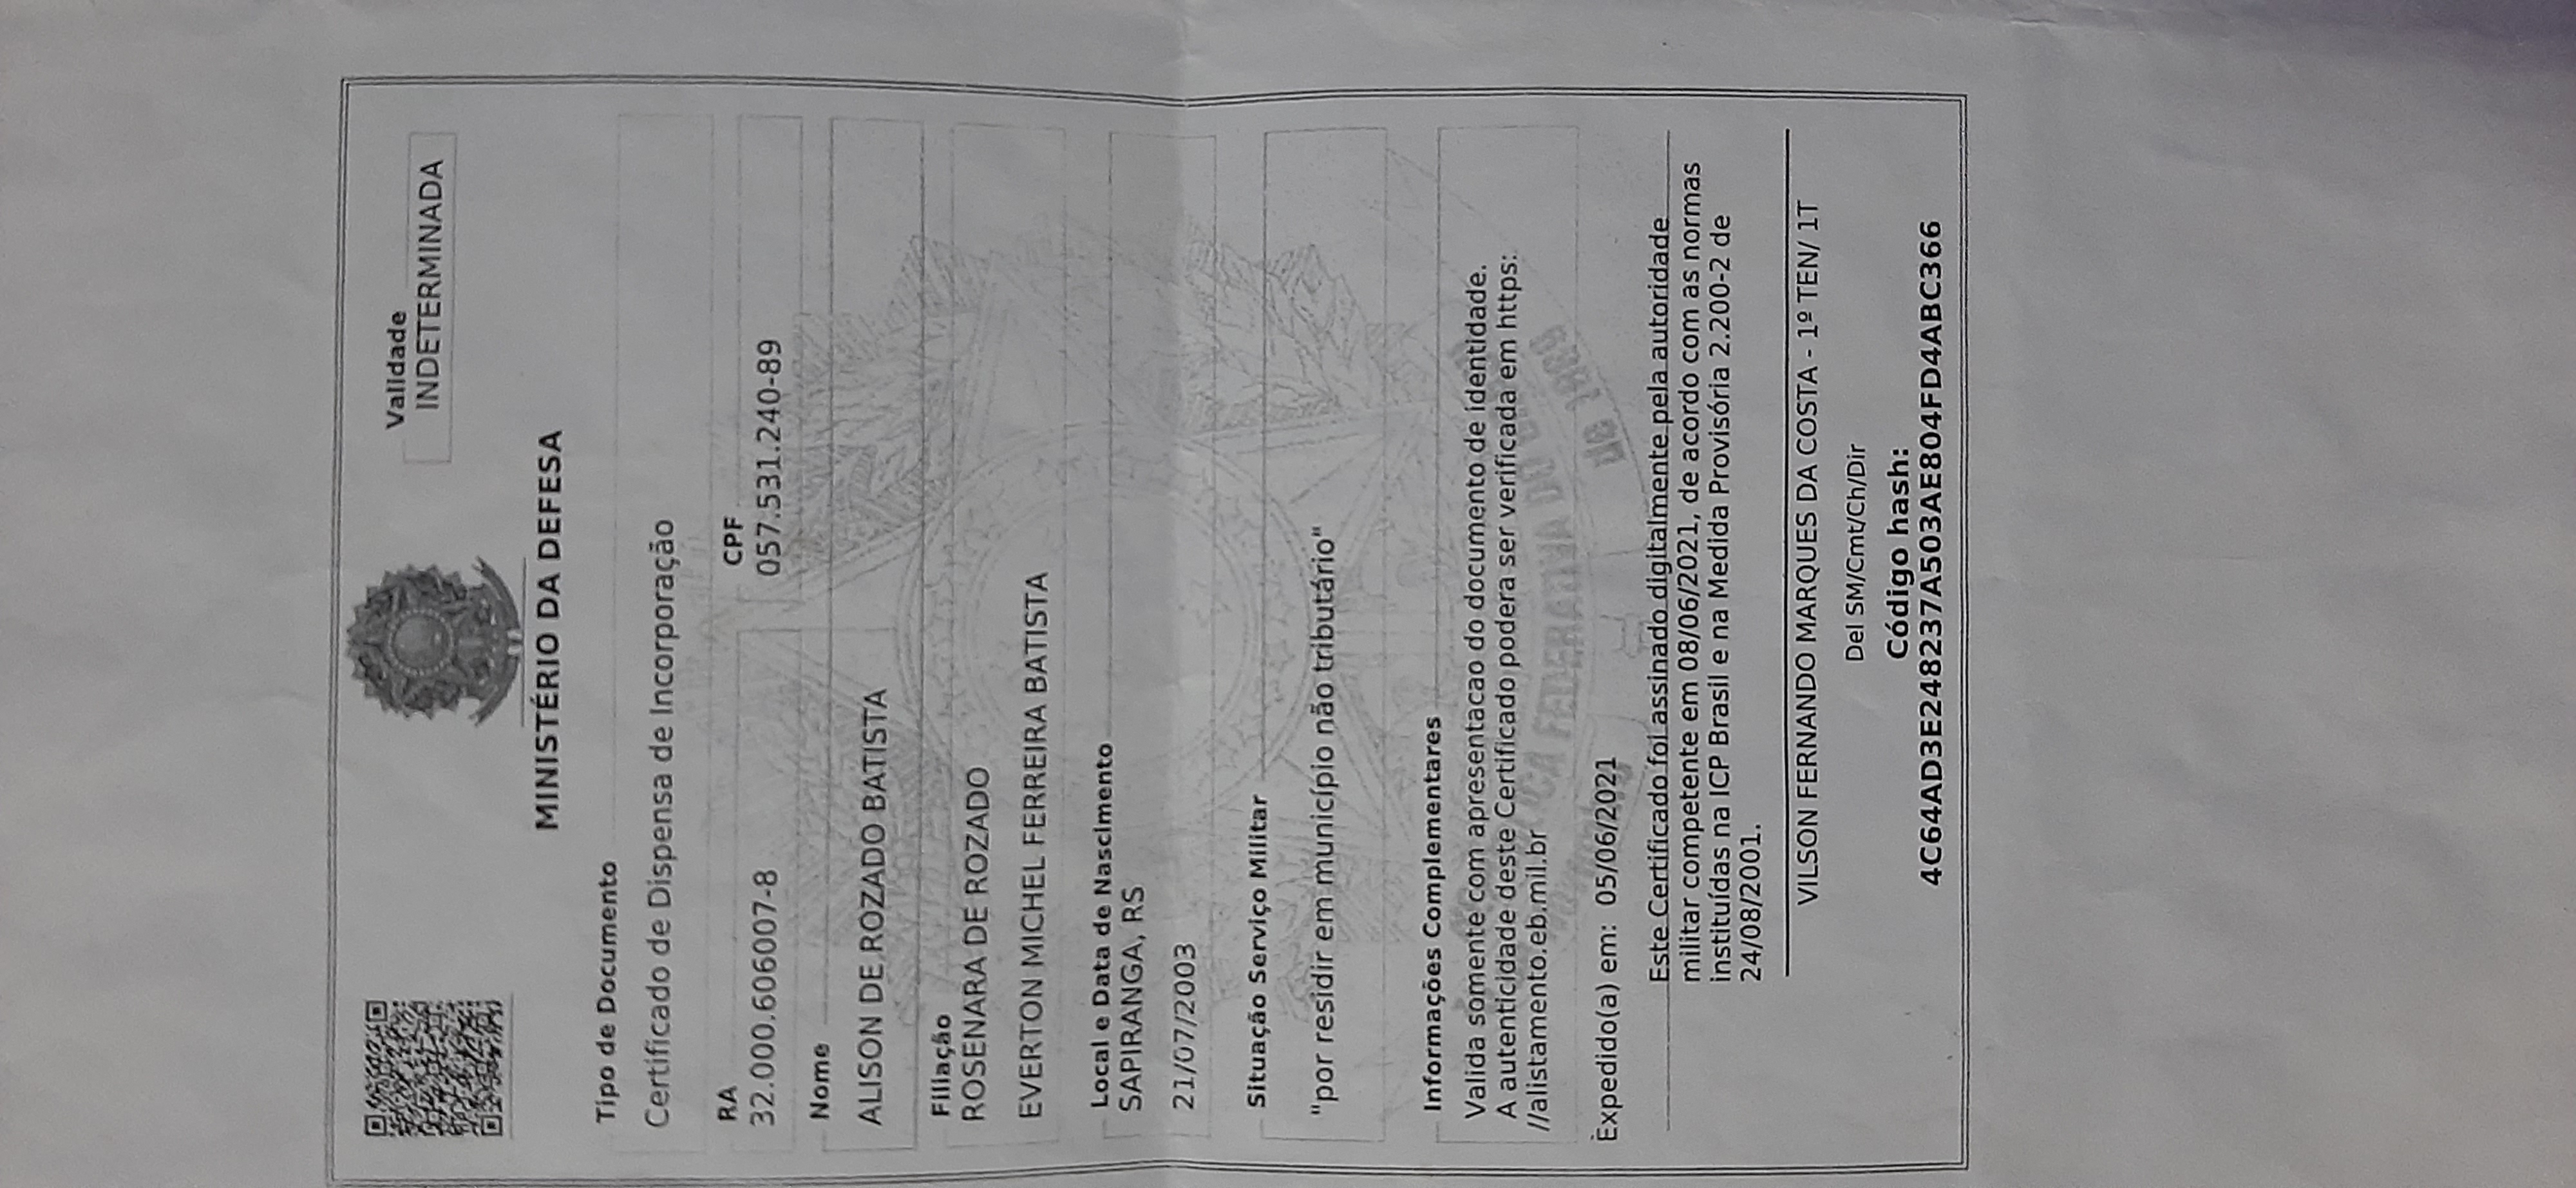 Validade
INDETERMINADA
MINISTÉRIO DA DEFESA
Tipo de Documento
Certificado de Dispensa de Incorporação
RA
32.000.606007-8
CPF
057.531.240-89
Nome
ALISON DE ROZADO BATISTA
Filiação
ROSENARA DE ROZADO
EVERTON MICHEL FERREIRA BATISTA
Local e Data de Nascimento
SAPIRANGA, RS
21/07/2003
Situação Serviço Militar
"por residir em município não tributário"
Informações Complementares
Valida somente com apresentacao do documento de identidade.
A autenticidade deste Certificado podera ser verificada em https:
//alistamento.eb.mil.br
FEDERATIVA DO
de 1889
Expedido(a) em: 05/06/2021
Este Certificado foi assinado digitalmente pela autoridade
militar competente em 08/06/2021, de acordo com as normas
instituídas na ICP Brasil e na Medida Provisória 2.200-2 de
24/08/2001.
VILSON FERNANDO MARQUES DA COSTA - 1º TEN/ 1T
Del SM/Cmt/Ch/Dir
Código hash:
4C64AD3E248237A503AE804FD4ABC366